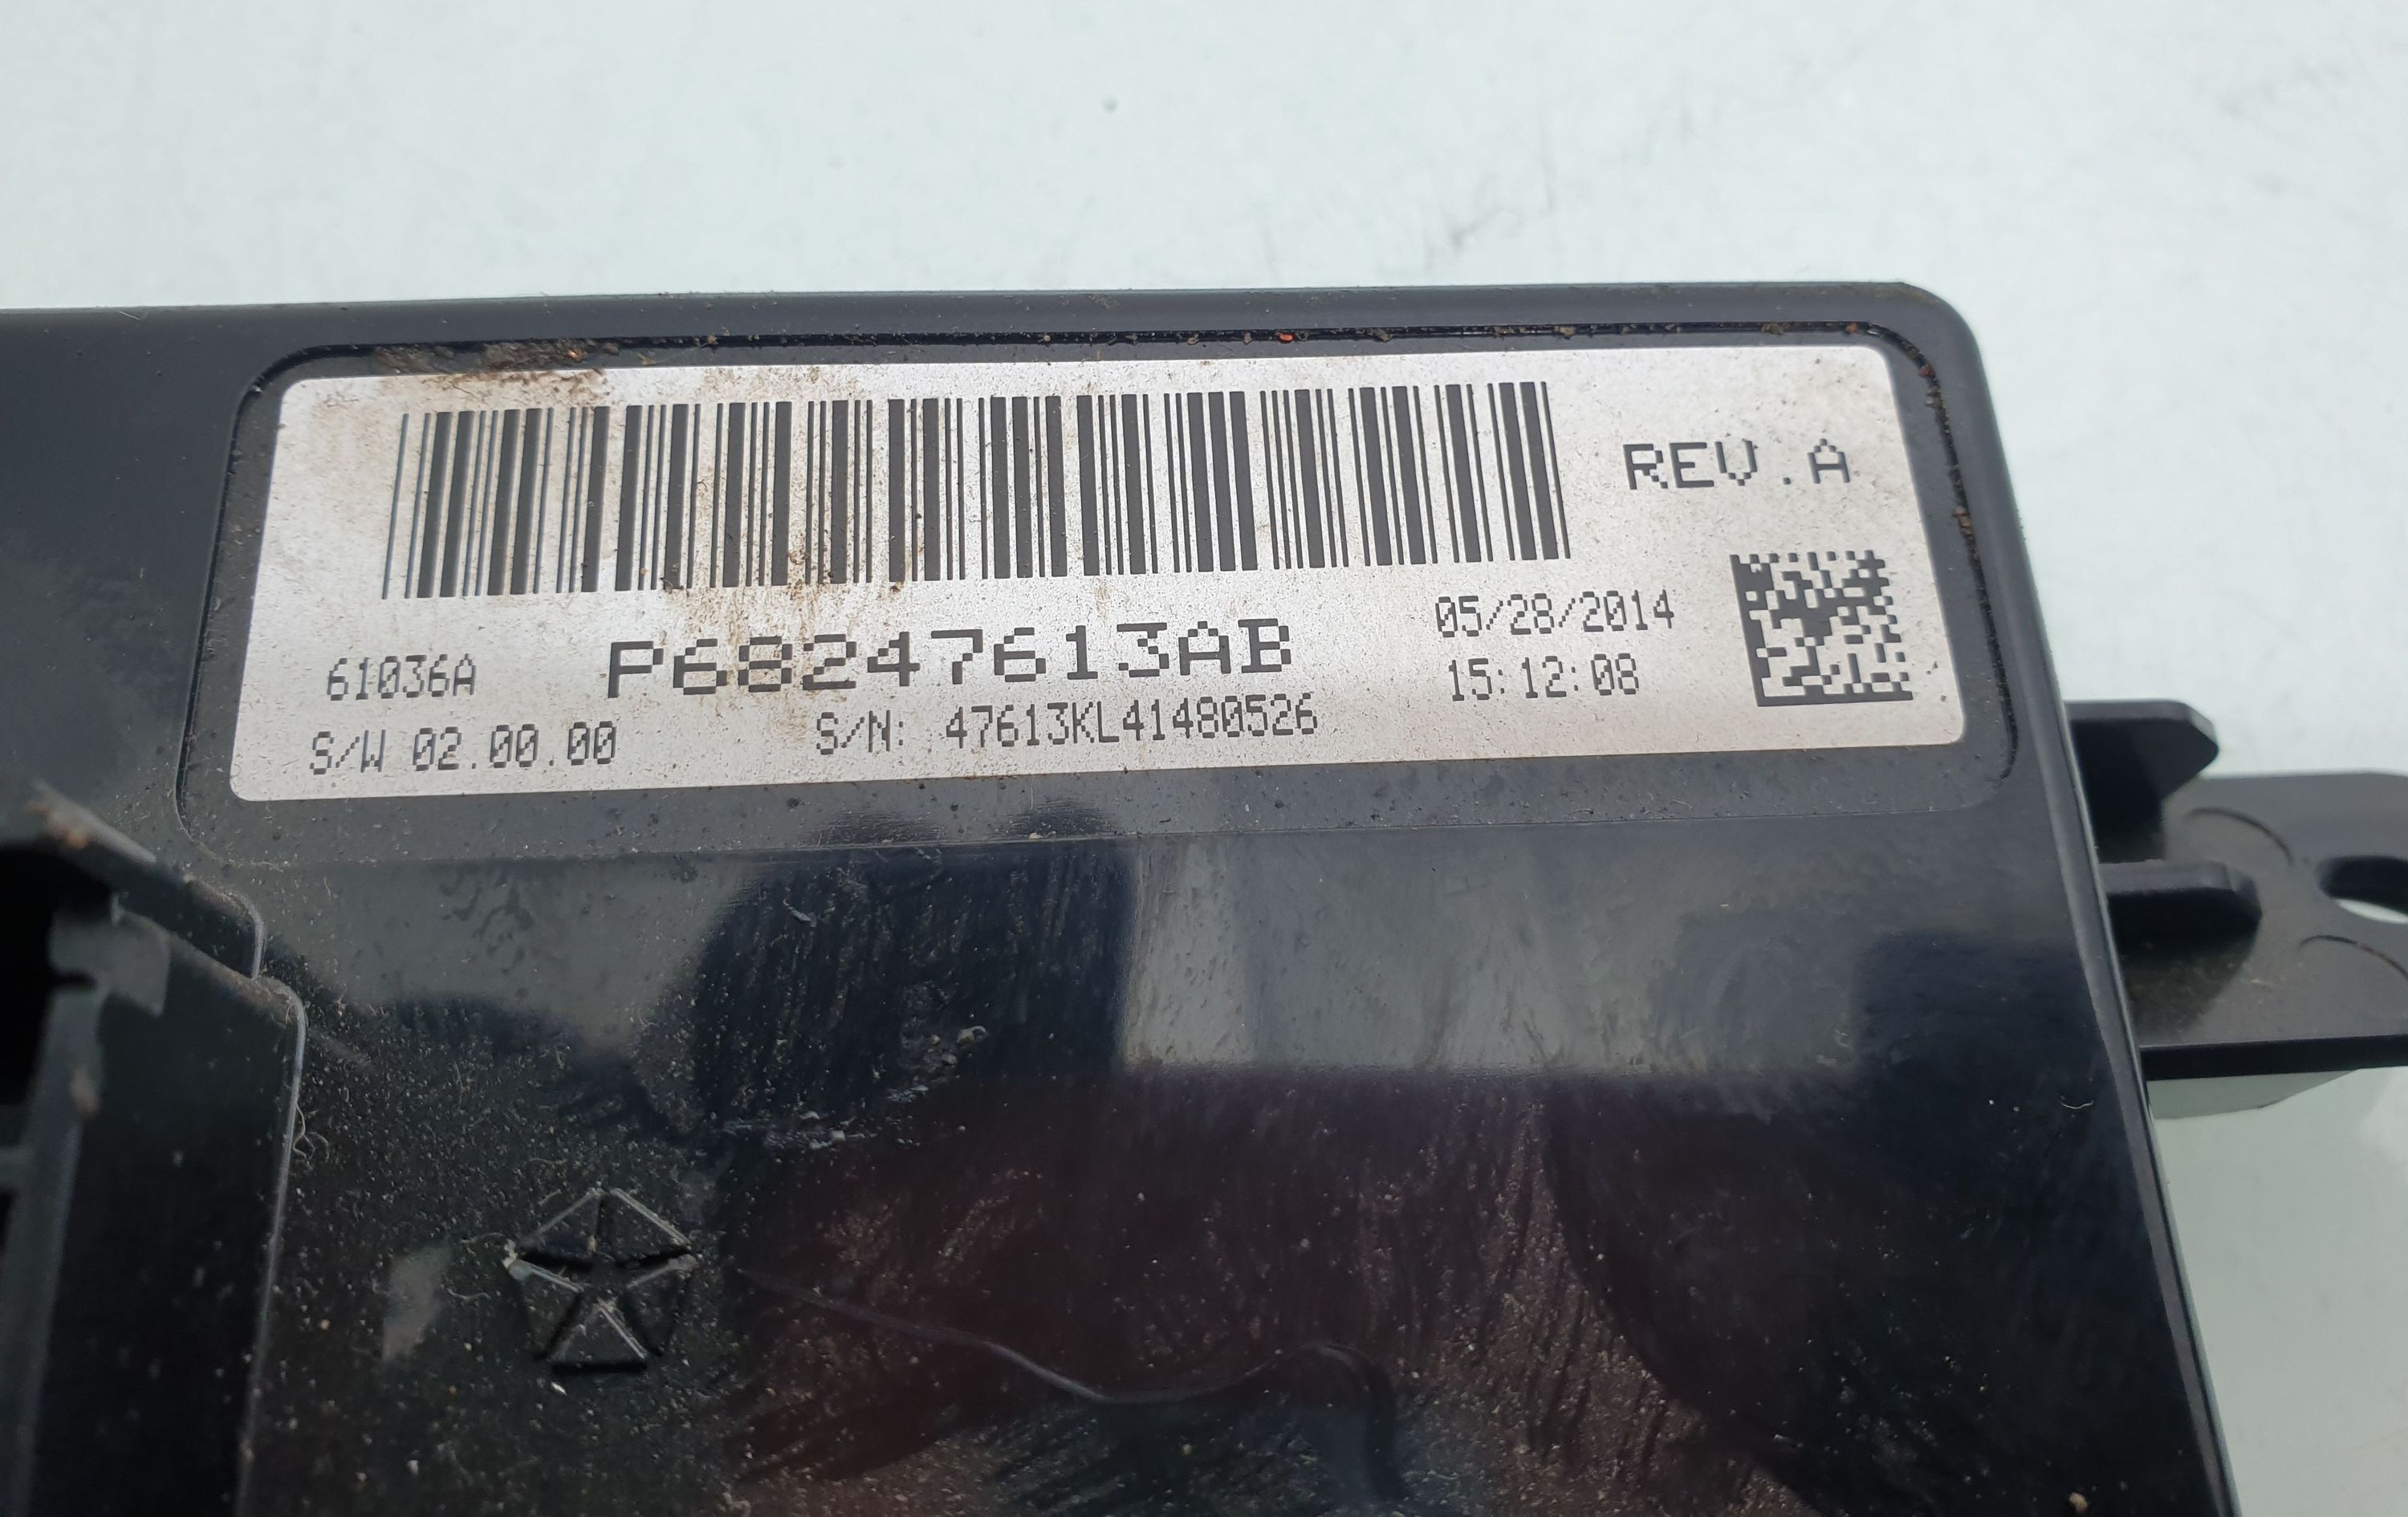 REV.A
61036A
P68247613AB
05/28/2014
15:12:08
S/W 02.00.00
S/N: 47613KL41480526